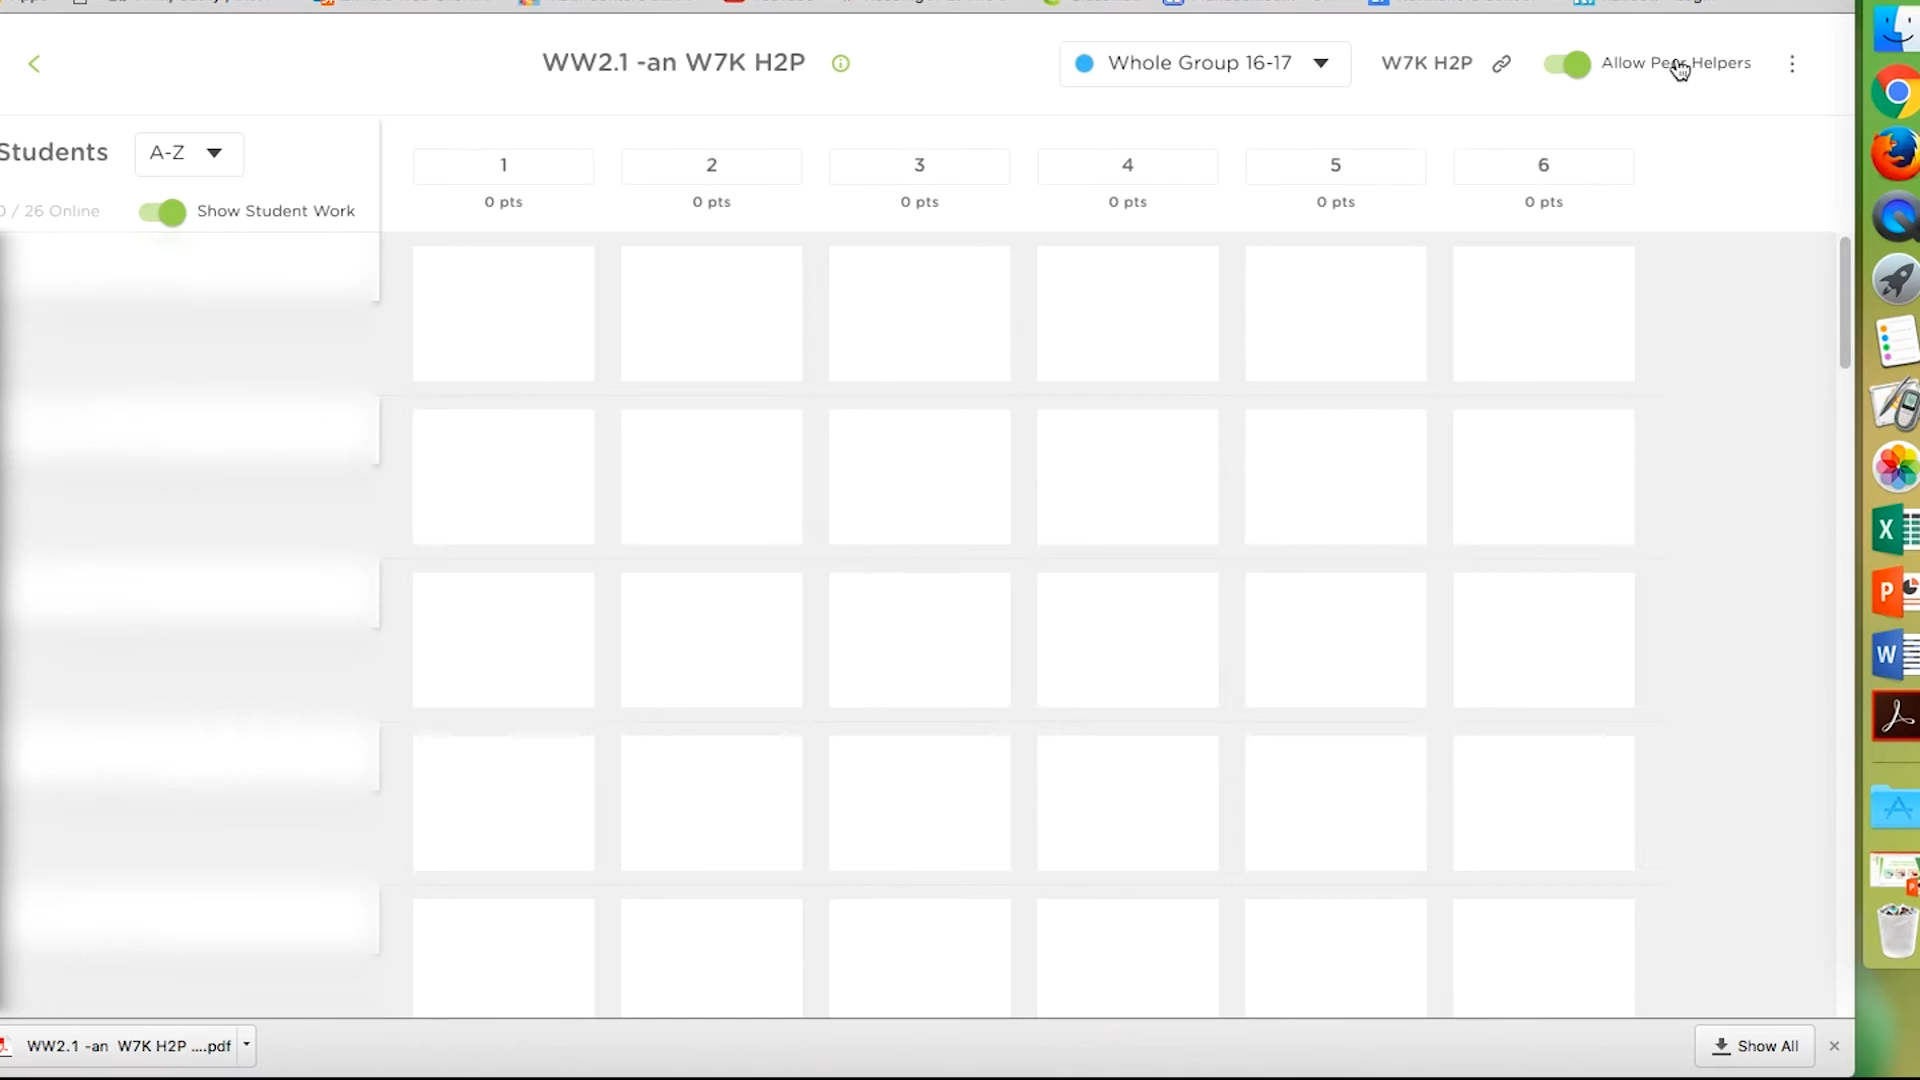 WW2.1 -an W7K H2P
Whole Group 16-17
W7K H2P
Allow Peer Helpers
Students
A-Z
/ 26 Online
Show Student Work
1
2
3
4
5
6
0 pts
0 pts
0 pts
0 pts
0 pts
0 pts
WW2.1 -an W7K H2P ....pdf
Show All